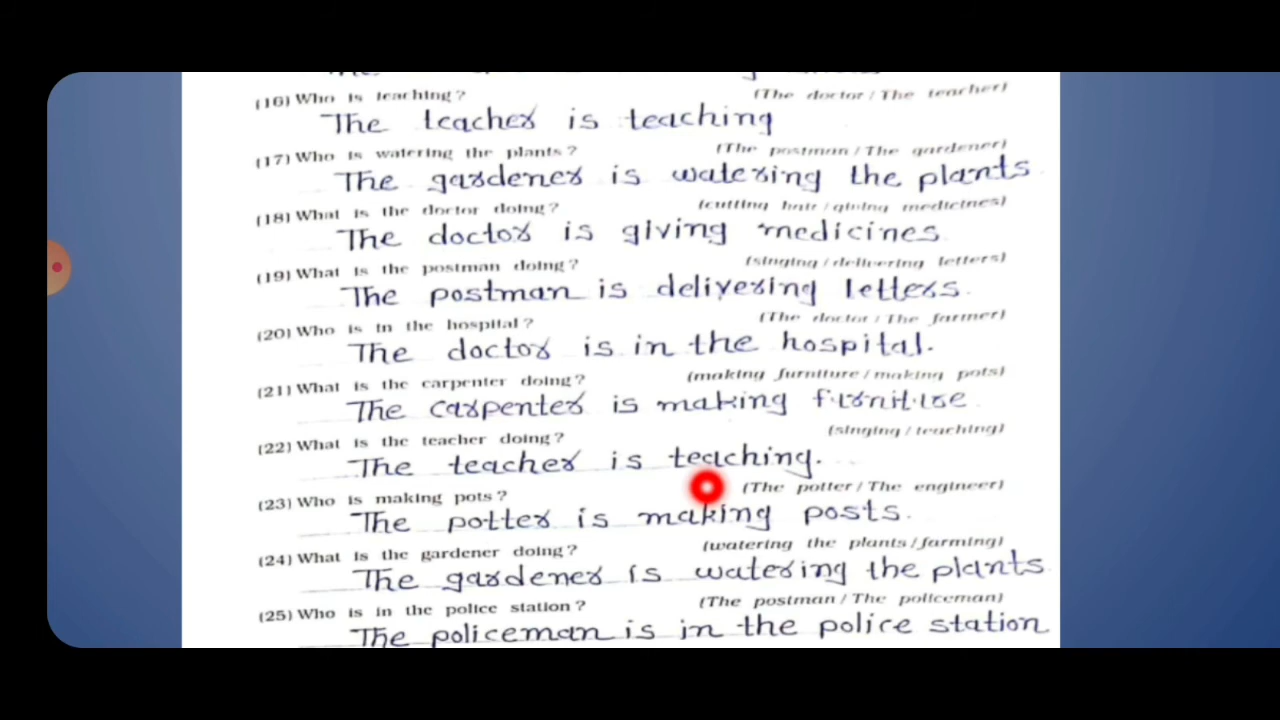 (16) Who is teaching? (The doctor / The teacher)
The teacher is teaching
(17) Who is watering the plants? (The postman / The gardener)
The gardener is watering the plants
(18) What is the doctor doing? (cutting hair / giving medicines)
The doctor is giving medicines.
(19) What is the postman doing? (singing / delivering letters)
The postman is delivering letters.
(20) Who is in the hospital? (The doctor / The farmer)
The doctor is in the hospital.
(21) What is the carpenter doing? (making furniture / making pots)
The carpenter is making furniture
(22) What is the teacher doing? (singing / teaching)
The teacher is teaching.
(23) Who is making pots? (The potter / The engineer)
The potter is making posts.
(24) What is the gardener doing? (watering the plants / farming)
The gardener is watering the plants
(25) Who is in the police station? (The postman / The policeman)
The policeman is in the police station